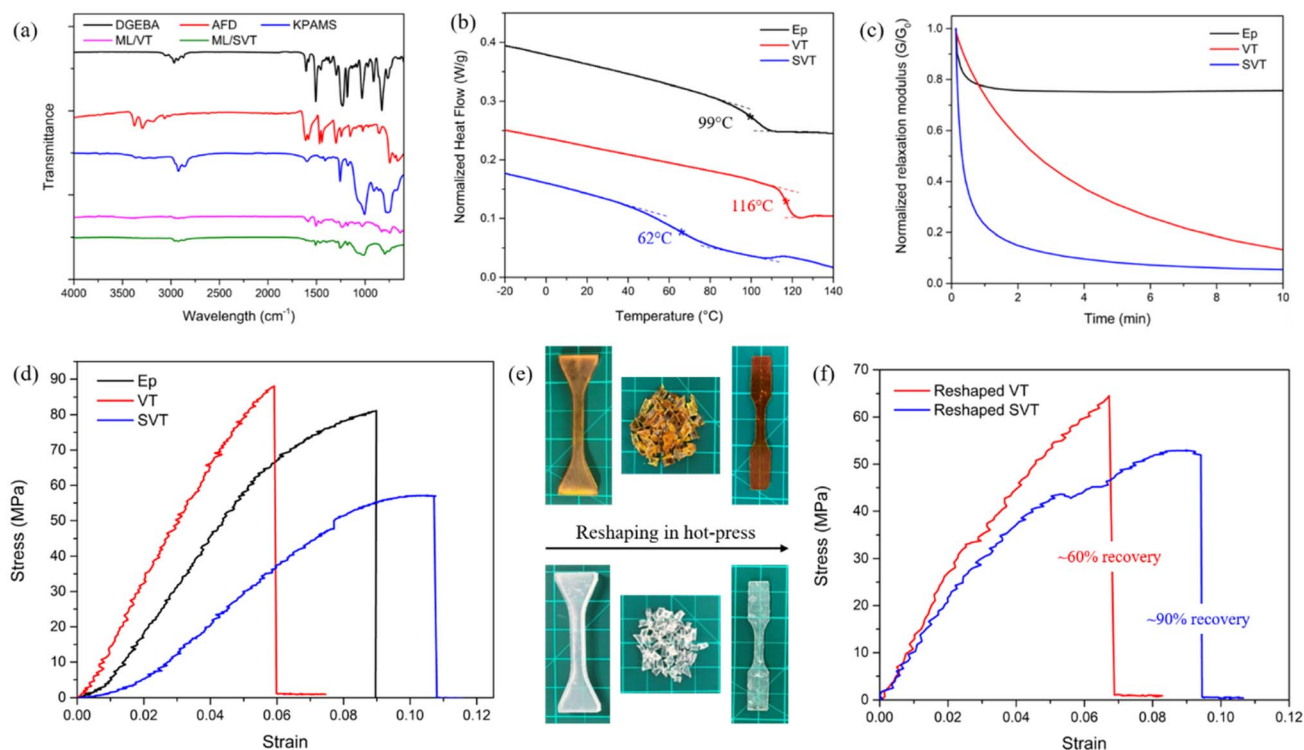 (a)
DGEBA AFD KPAMS
ML/VT ML/SVT
Transmittance
4000 3500 3000 2500 2000 1500 1000
Wavelength (cm⁻¹)
(b)
Ep
VT
SVT
Normalized Heat Flow (W/g)
0.4
0.3
0.2
0.1
0.0
99°C
116°C
62°C
-20 0 20 40 60 80 100 120 140
Temperature (°C)
(c)
Ep
VT
SVT
Normalized relaxation modulus (G/G₀)
1.0
0.8
0.6
0.4
0.2
0.0
0 2 4 6 8 10
Time (min)
(d)
Ep
VT
SVT
Stress (MPa)
90
80
70
60
50
40
30
20
10
0
0.00 0.02 0.04 0.06 0.08 0.10 0.12
Strain
(e)
Reshaping in hot-press
(f)
Reshaped VT
Reshaped SVT
Stress (MPa)
70
60
50
40
30
20
10
0
~60% recovery
~90% recovery
0.00 0.02 0.04 0.06 0.08 0.10 0.12
Strain